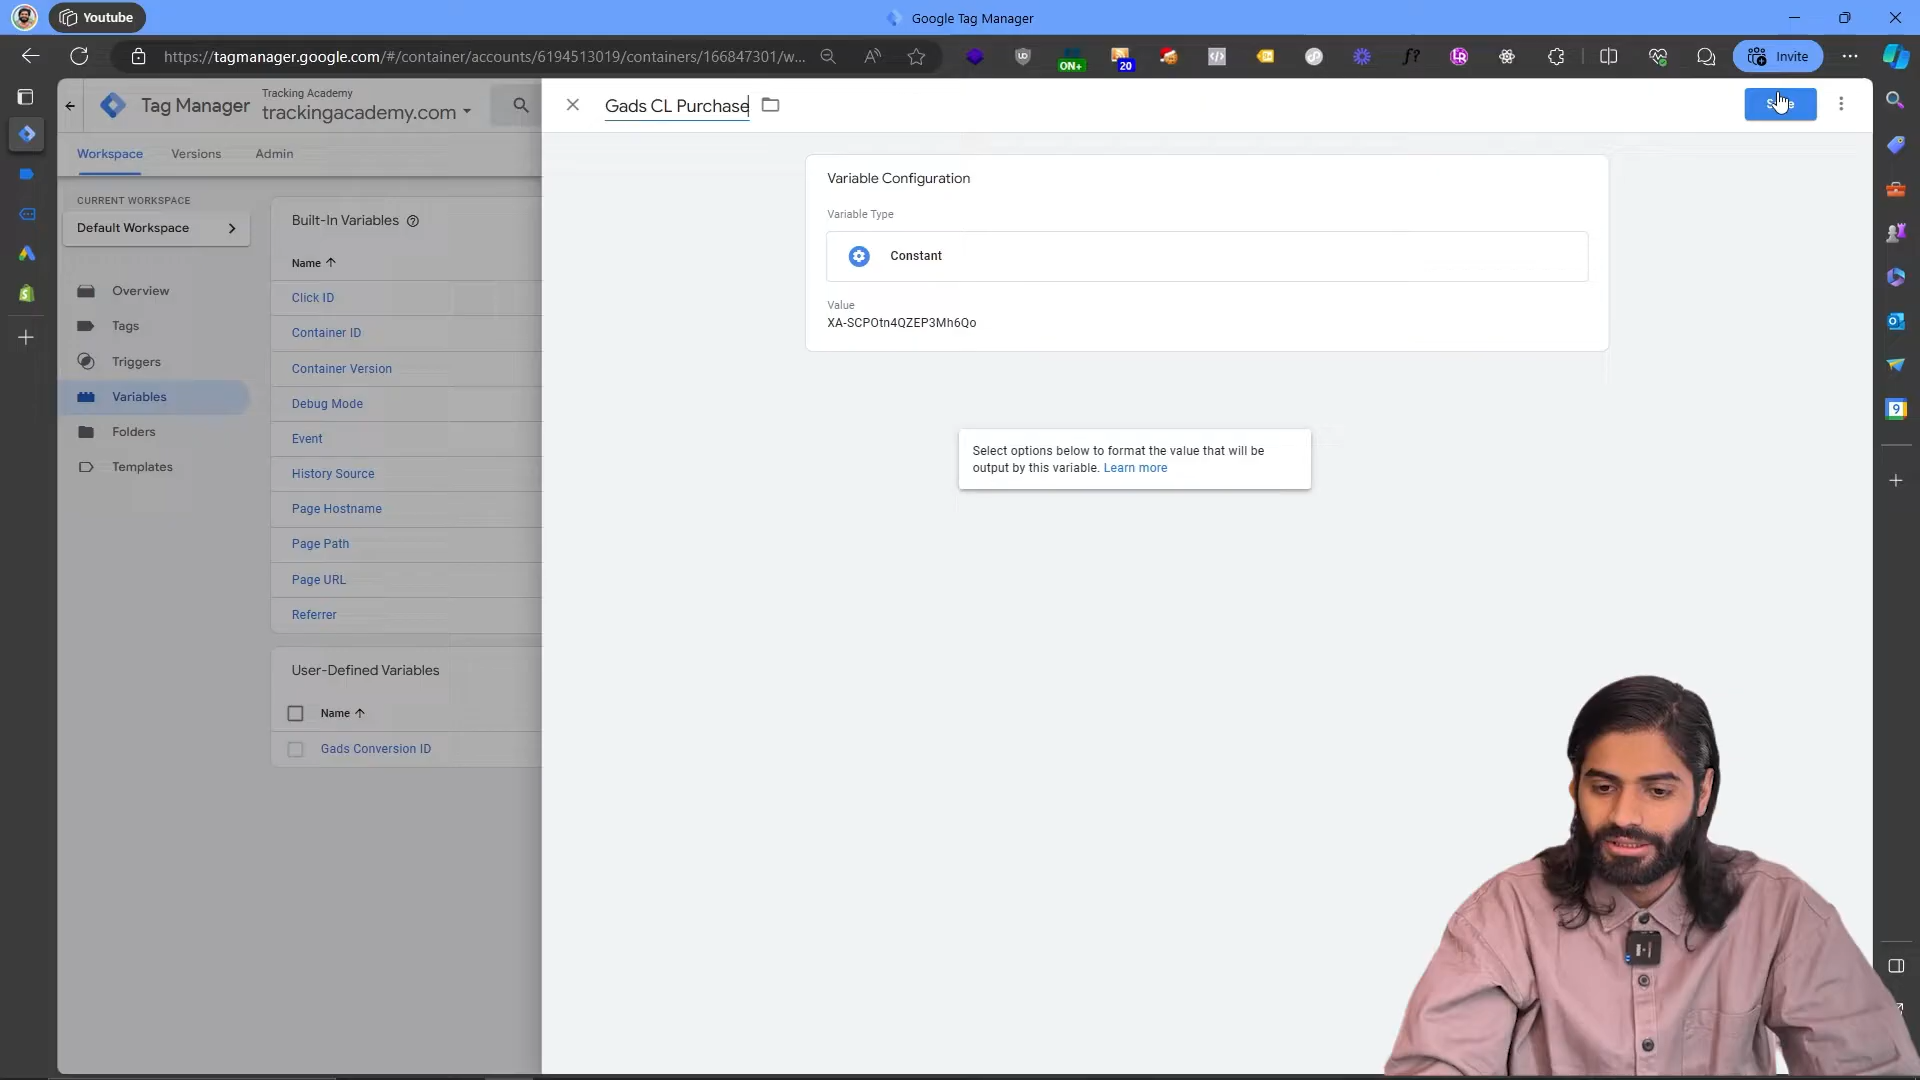 Youtube
Google Tag Manager
https://tagmanager.google.com/#/container/accounts/6194513019/containers/166847301/w...
ON+
20
Invite
Tag Manager
Tracking Academy
trackingacademy.com
Gads CL Purchase
Workspace
Versions
Admin
CURRENT WORKSPACE
Default Workspace
Overview
Tags
Triggers
Variables
Folders
Templates
Built-In Variables
Name
Click ID
Container ID
Container Version
Debug Mode
Event
History Source
Page Hostname
Page Path
Page URL
Referrer
User-Defined Variables
Name
Gads Conversion ID
Variable Configuration
Variable Type
Constant
Value
XA-SCPOtn4QZEP3Mh6Qo
Select options below to format the value that will be
output by this variable. Learn more
9